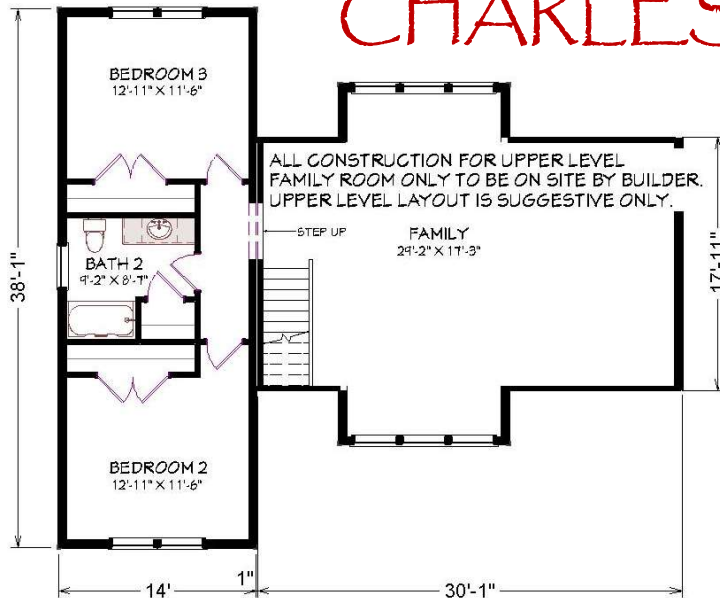 CHARLES
BEDROOM 3
12'-11" X 11'-6"
ALL CONSTRUCTION FOR UPPER LEVEL
FAMILY ROOM ONLY TO BE ON SITE BY BUILDER.
UPPER LEVEL LAYOUT IS SUGGESTIVE ONLY.
STEP UP
FAMILY
29'-2" X 17'-3"
BATH 2
9'-2" X 8'-7"
38'-1"
17'-11"
BEDROOM 2
12'-11" X 11'-6"
14'
1"
30'-1"